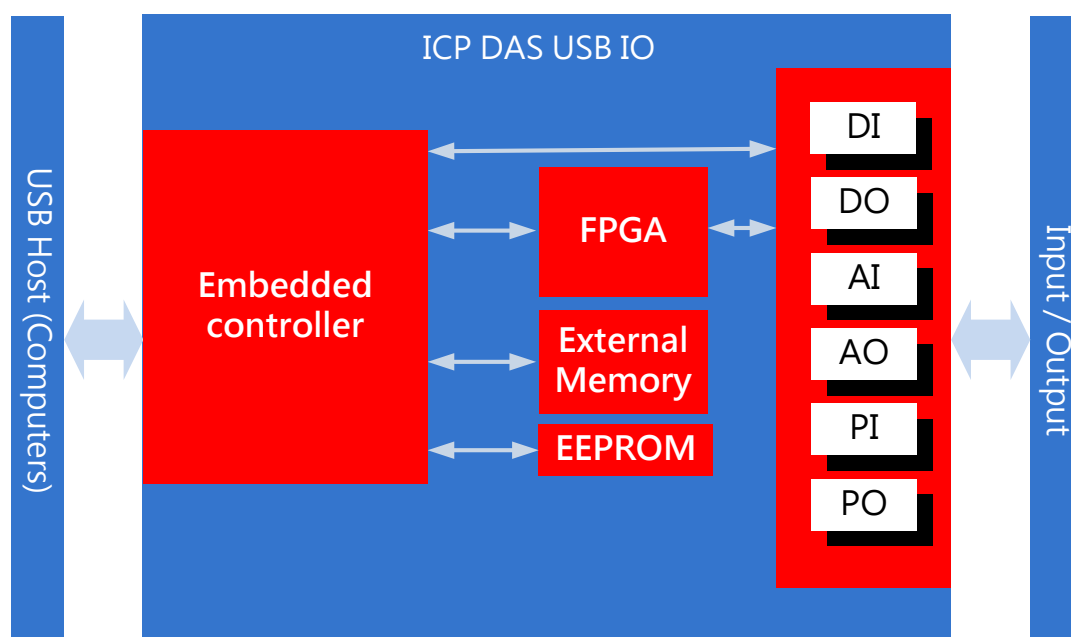 ICP DAS USB IO
USB Host (Computers)
Embedded
controller
FPGA
External
Memory
EEPROM
DI
DO
AI
AO
PI
PO
Input / Output